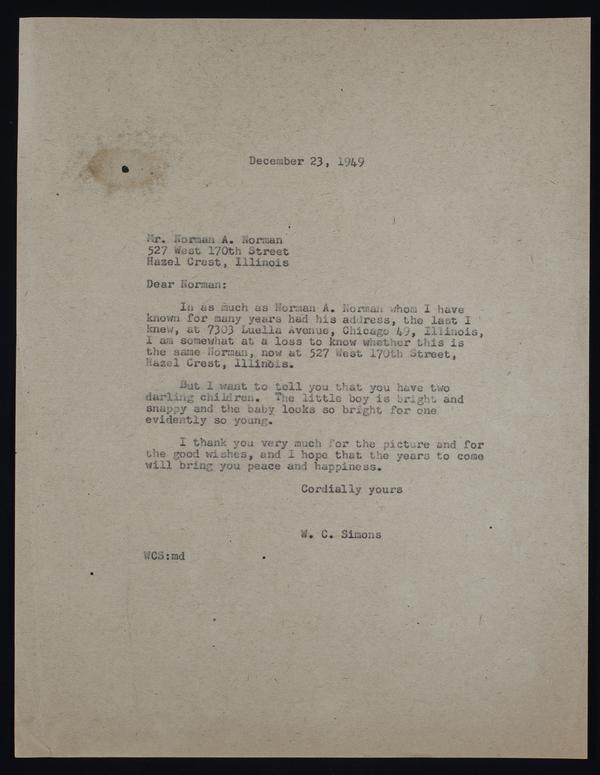 December 23, 1949
Mr. Norman A. Norman
527 West 170th Street
Hazel Crest, Illinois
Dear Norman:
In as much as Norman A. Norman whom I have
known for many years had his address, the last I
knew, at 7303 Luella Avenue, Chicago 49, Illinois,
I am somewhat at a loss to know whether this is
the same Norman, now at 527 West 170th Street,
Hazel Crest, Illinois.
But I want to tell you that you have two
darling children. The little boy is bright and
snappy and the baby looks so bright for one
evidently so young.
I thank you very much for the picture and for
the good wishes, and I hope that the years to come
will bring you peace and happiness.
Cordially yours
W. C. Simons
WCS:md